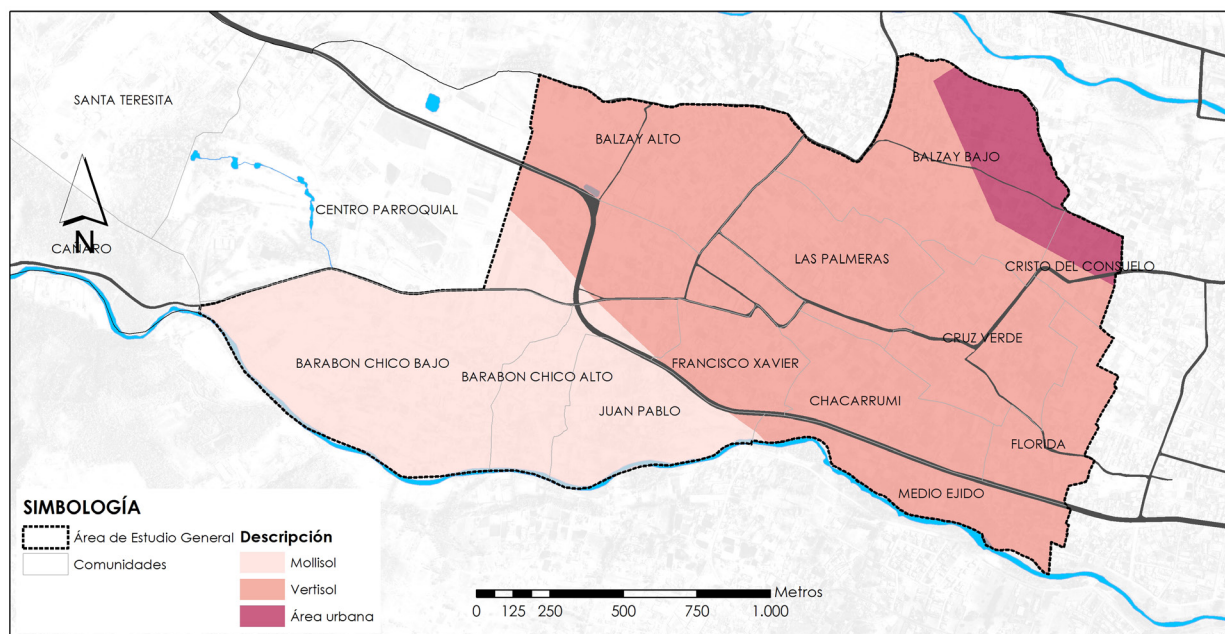 SANTA TERESITA
BALZAY ALTO
BALZAY BAJO
CENTRO PARROQUIAL
N
CAÑARO
LAS PALMERAS
CRISTO DEL CONSUELO
CRUZ VERDE
BARABON CHICO BAJO
BARABON CHICO ALTO
FRANCISCO XAVIER
JUAN PABLO
CHACARRUMI
FLORIDA
MEDIO EJIDO
SIMBOLOGÍA
Área de Estudio General
Comunidades
Descripción
Mollisol
Vertisol
Área urbana
Metros
0 125 250 500 750 1.000